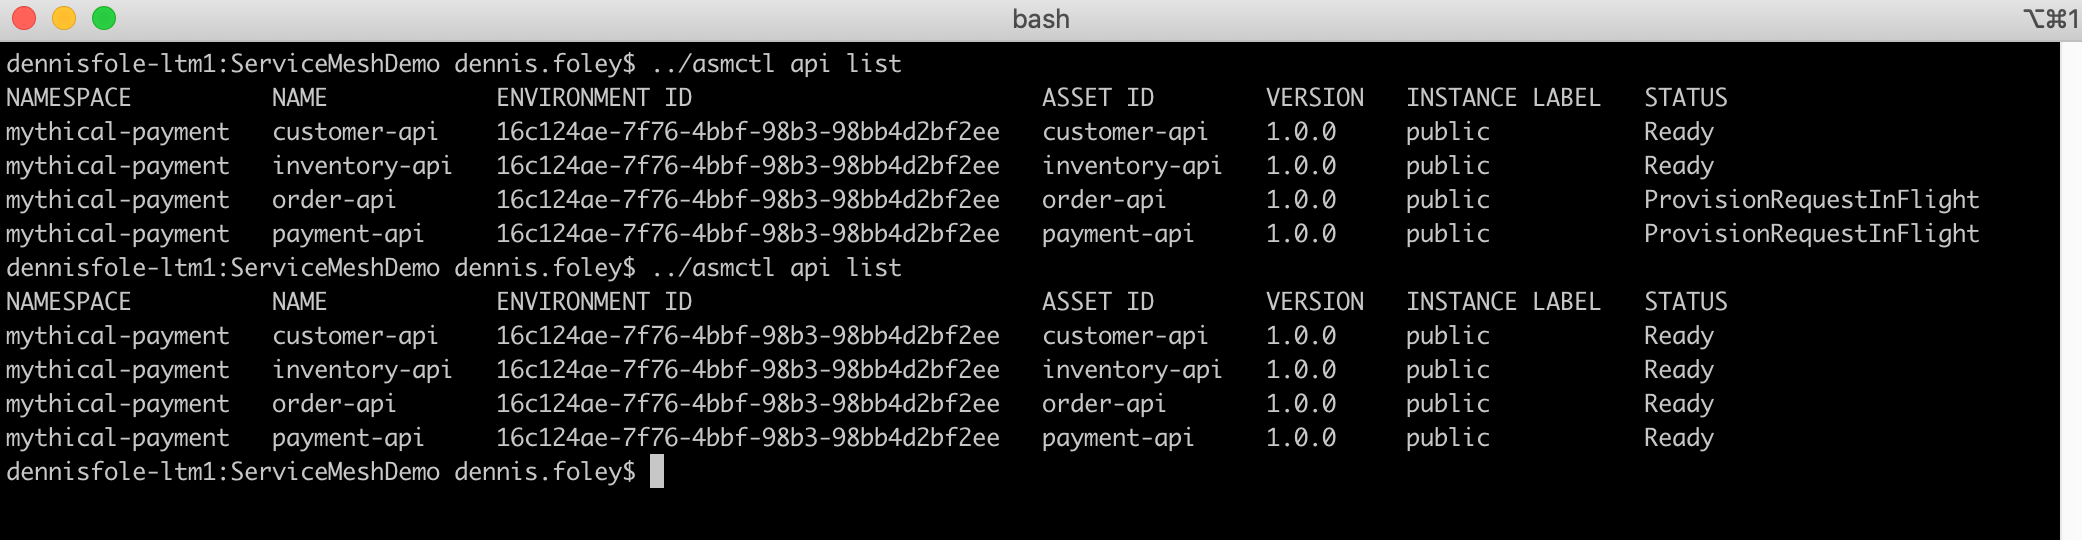 bash
⌥⌘1
dennisfole-ltm1:ServiceMeshDemo dennis.foley$ ../asmctl api list
NAMESPACE NAME ENVIRONMENT ID ASSET ID VERSION INSTANCE LABEL STATUS
mythical-payment customer-api 16c124ae-7f76-4bbf-98b3-98bb4d2bf2ee customer-api 1.0.0 public Ready
mythical-payment inventory-api 16c124ae-7f76-4bbf-98b3-98bb4d2bf2ee inventory-api 1.0.0 public Ready
mythical-payment order-api 16c124ae-7f76-4bbf-98b3-98bb4d2bf2ee order-api 1.0.0 public ProvisionRequestInFlight
mythical-payment payment-api 16c124ae-7f76-4bbf-98b3-98bb4d2bf2ee payment-api 1.0.0 public ProvisionRequestInFlight
dennisfole-ltm1:ServiceMeshDemo dennis.foley$ ../asmctl api list
NAMESPACE NAME ENVIRONMENT ID ASSET ID VERSION INSTANCE LABEL STATUS
mythical-payment customer-api 16c124ae-7f76-4bbf-98b3-98bb4d2bf2ee customer-api 1.0.0 public Ready
mythical-payment inventory-api 16c124ae-7f76-4bbf-98b3-98bb4d2bf2ee inventory-api 1.0.0 public Ready
mythical-payment order-api 16c124ae-7f76-4bbf-98b3-98bb4d2bf2ee order-api 1.0.0 public Ready
mythical-payment payment-api 16c124ae-7f76-4bbf-98b3-98bb4d2bf2ee payment-api 1.0.0 public Ready
dennisfole-ltm1:ServiceMeshDemo dennis.foley$